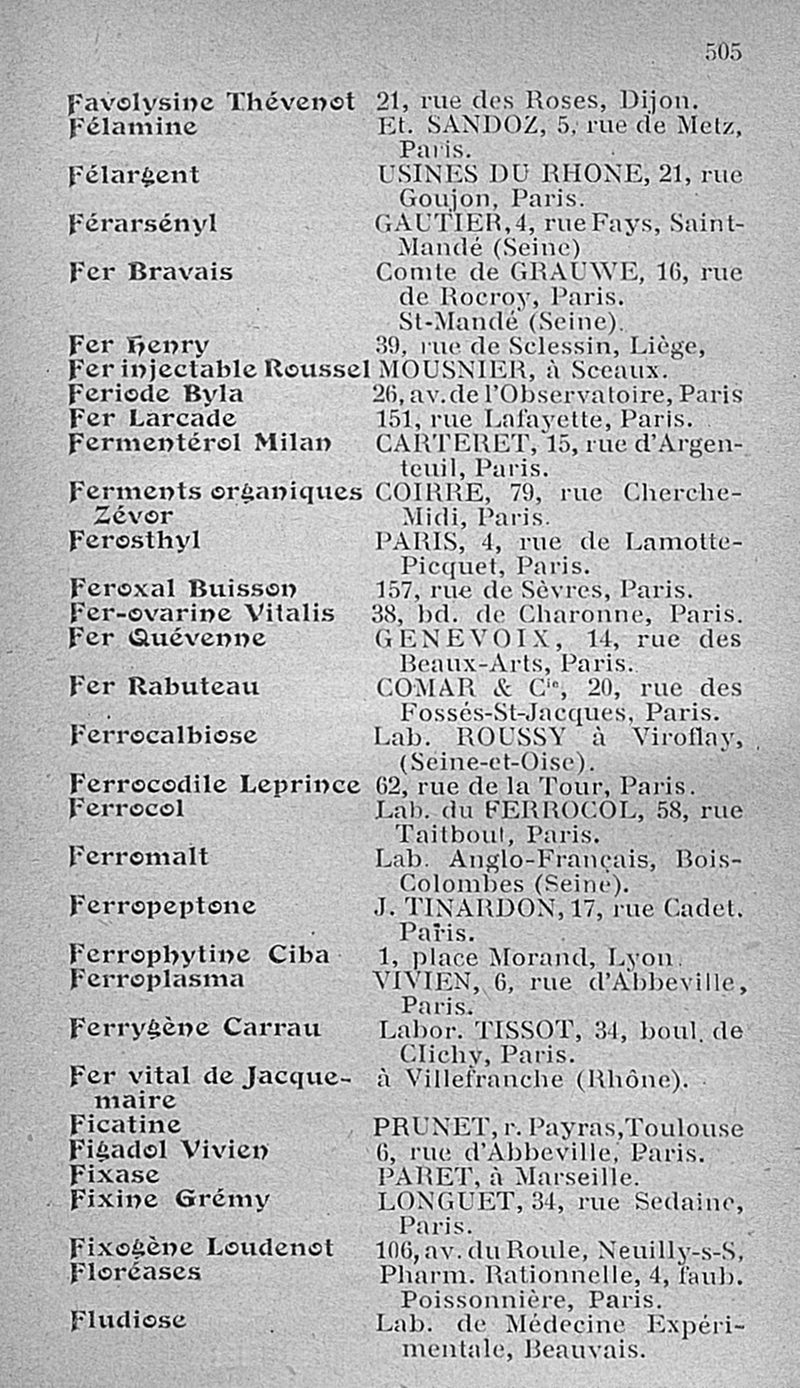 505
Favolysine Thévenot 21, rue des Roses, Dijon.
Félamine Et. SANDOZ, 5, rue de Metz,
Paris.
Félargent USINES DU RHONE, 21, rue
Goujon, Paris.
Férarsényl GAUTIER, 4, rue Fays, Saint-
Mandé (Seine)
Fer Bravais Comte de GRAUWE, 16, rue
de Rocroy, Paris.
St-Mandé (Seine).
Fer Henry 39, rue de Sclessin, Liège,
Fer injectable Roussel MOUSNIER, à Sceaux.
Feriode Byla 26, av. de l'Observatoire, Paris
Fer Larcade 151, rue Lafayette, Paris.
Fermentérol Milan CARTERET, 15, rue d'Argen-
teuil, Paris.
Ferments organiques COIRRE, 79, rue Cherche-
Zévor Midi, Paris.
Ferosthyl PARIS, 4, rue de Lamotte-
Picquet, Paris.
Feroxal Buisson 157, rue de Sèvres, Paris.
Fer-ovarine Vitalis 38, bd. de Charonne, Paris.
Fer Quévenne GENEVOIX, 14, rue des
Beaux-Arts, Paris.
Fer Rabuteau COMAR & Cie, 20, rue des
Fossés-St-Jacques, Paris.
Ferrocalbiose Lab. ROUSSY à Viroflay,
(Seine-et-Oise).
Ferrocodile Leprince 62, rue de la Tour, Paris.
Ferrocol Lab. du FERROCOL, 58, rue
Taitbout, Paris.
Ferromalt Lab. Anglo-Français, Bois-
Colombes (Seine).
Ferropeptone J. TINARDON, 17, rue Cadet.
Paris.
Ferrophytine Ciba 1, place Morand, Lyon.
Ferroplasma VIVIEN, 6, rue d'Abbeville,
Paris.
Ferrygène Carrau Labor. TISSOT, 34, boul. de
Clichy, Paris.
Fer vital de Jacque- à Villefranche (Rhône).
maire
Ficatine PRUNET, r. Payras, Toulouse
Figadol Vivien 6, rue d'Abbeville, Paris.
Fixase PARET, à Marseille.
Fixine Grémy LONGUET, 34, rue Sedaine,
Paris.
Fixogène Loudenot 106, av. du Roule, Neuilly-s-S,
Floréases Pharm. Rationnelle, 4, faub.
Poissonnière, Paris.
Fludiose Lab. de Médecine Expéri-
mentale, Beauvais.